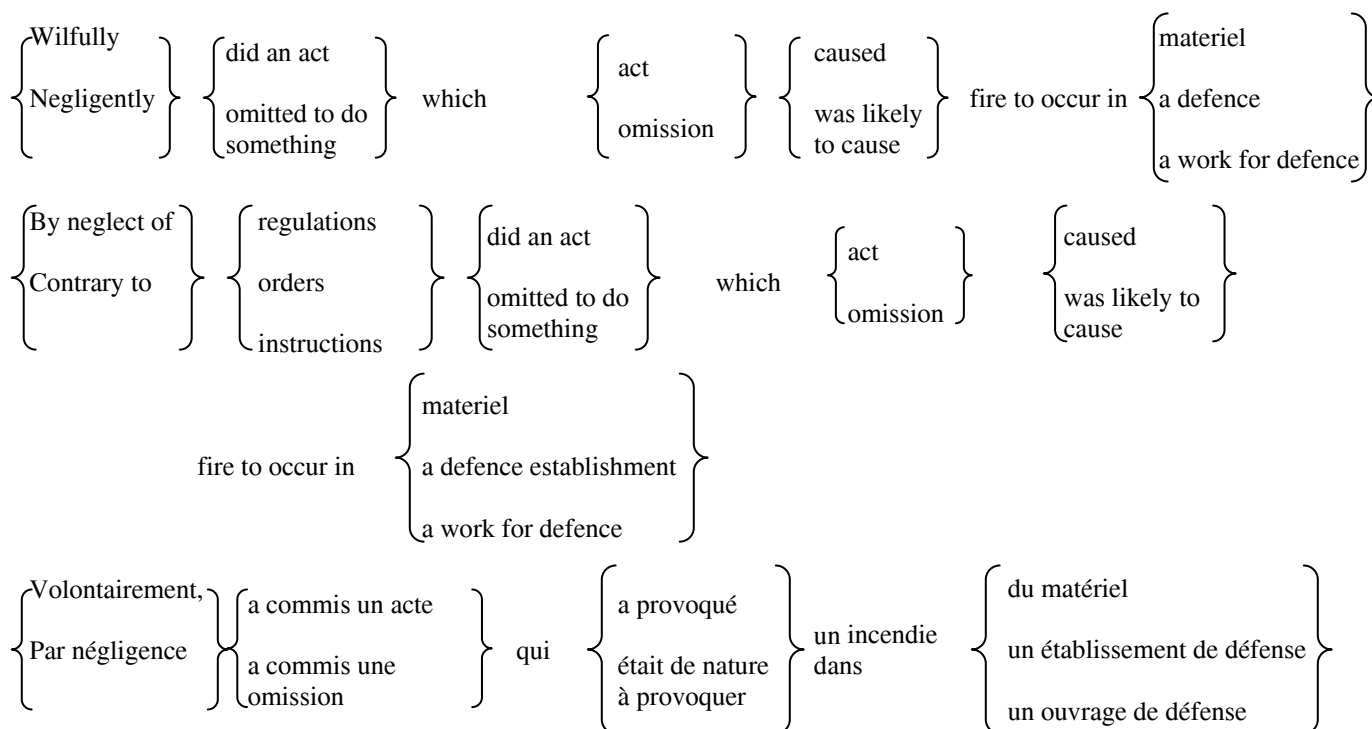 Wilfully
Negligently
did an act
omitted to do
something
which
act
omission
caused
was likely
to cause
fire to occur in
materiel
a defence
a work for defence
By neglect of
Contrary to
regulations
orders
instructions
did an act
omitted to do
something
which
act
omission
caused
was likely to
cause
fire to occur in
materiel
a defence establishment
a work for defence
Volontairement,
Par négligence
a commis un acte
a commis une
omission
qui
a provoqué
était de nature
à provoquer
un incendie
dans
du matériel
un établissement de défense
un ouvrage de défense